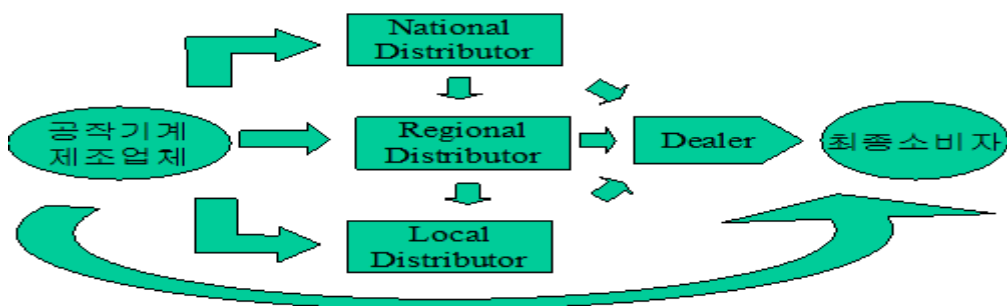 National
Distributor
공작기계
제조업체
Regional
Distributor
Dealer
최종소비자
Local
Distributor